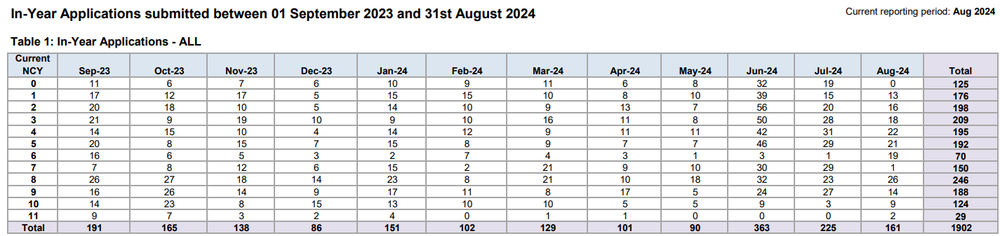 In-Year Applications submitted between 01 September 2023 and 31st August 2024
Current reporting period: Aug 2024
Table 1: In-Year Applications - ALL
Current NCY Sep-23 Oct-23 Nov-23 Dec-23 Jan-24 Feb-24 Mar-24 Apr-24 May-24 Jun-24 Jul-24 Aug-24 Total
0 11 6 7 6 10 9 11 6 8 32 19 0 125
1 17 12 17 5 15 15 10 8 10 39 15 13 176
2 20 18 10 5 14 10 9 13 7 56 20 16 198
3 21 9 19 10 9 10 16 11 8 50 28 18 209
4 14 15 10 4 14 12 9 11 11 42 31 22 195
5 20 8 15 7 15 8 9 7 7 46 29 21 192
6 16 6 5 3 2 7 4 3 1 3 1 19 70
7 7 8 12 6 15 2 21 9 10 30 29 1 150
8 26 27 18 14 23 8 21 10 18 32 23 26 246
9 16 26 14 9 17 11 8 17 5 24 27 14 188
10 14 23 8 15 13 10 10 5 5 9 3 9 124
11 9 7 3 2 4 0 1 1 0 0 0 2 29
Total 191 165 138 86 151 102 129 101 90 363 225 161 1902